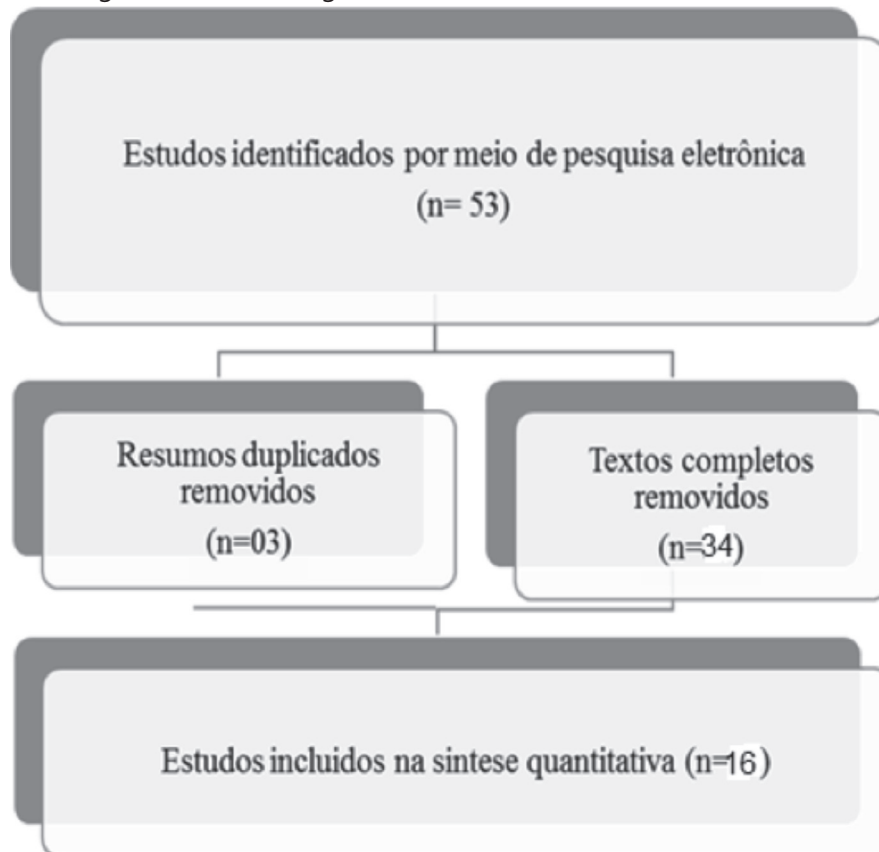 Estudos identificados por meio de pesquisa eletrônica
(n= 53)
Resumos duplicados
removidos
(n=03)
Textos completos
removidos
(n=34)
Estudos incluidos na sintese quantitativa (n=16)